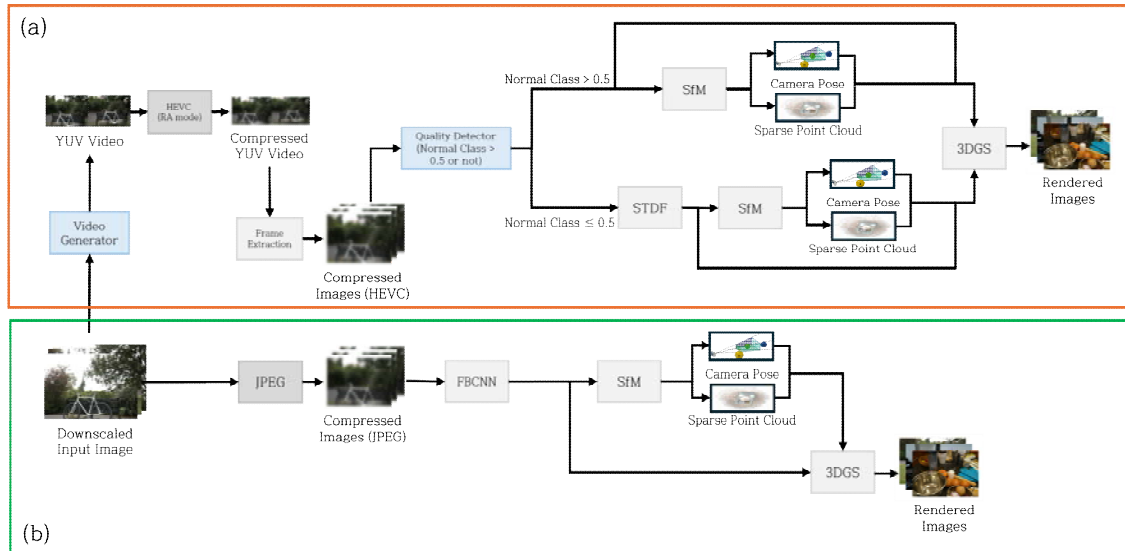 (a)
YUV Video
HEVC
(RA mode)
Compressed
YUV Video
Video
Generator
Frame
Extraction
Compressed
Images (HEVC)
Quality Detector
(Normal Class >
0.5 or not)
Normal Class > 0.5
SfM
Camera Pose
Sparse Point Cloud
Normal Class ≤ 0.5
STDF
SfM
Camera Pose
Sparse Point Cloud
3DGS
Rendered
Images
Downscaled
Input Image
JPEG
Compressed
Images (JPEG)
FBCNN
SfM
Camera Pose
Sparse Point Cloud
3DGS
Rendered
Images
(b)